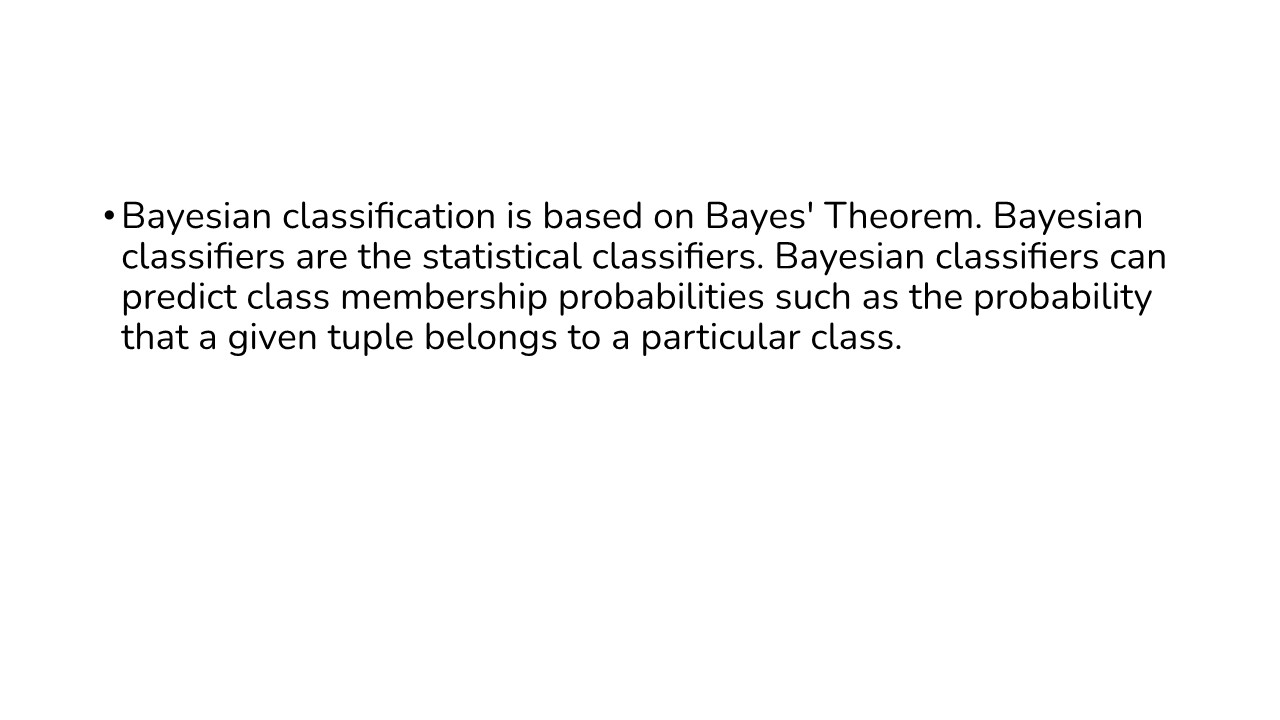 • Bayesian classification is based on Bayes' Theorem. Bayesian
classifiers are the statistical classifiers. Bayesian classifiers can
predict class membership probabilities such as the probability
that a given tuple belongs to a particular class.